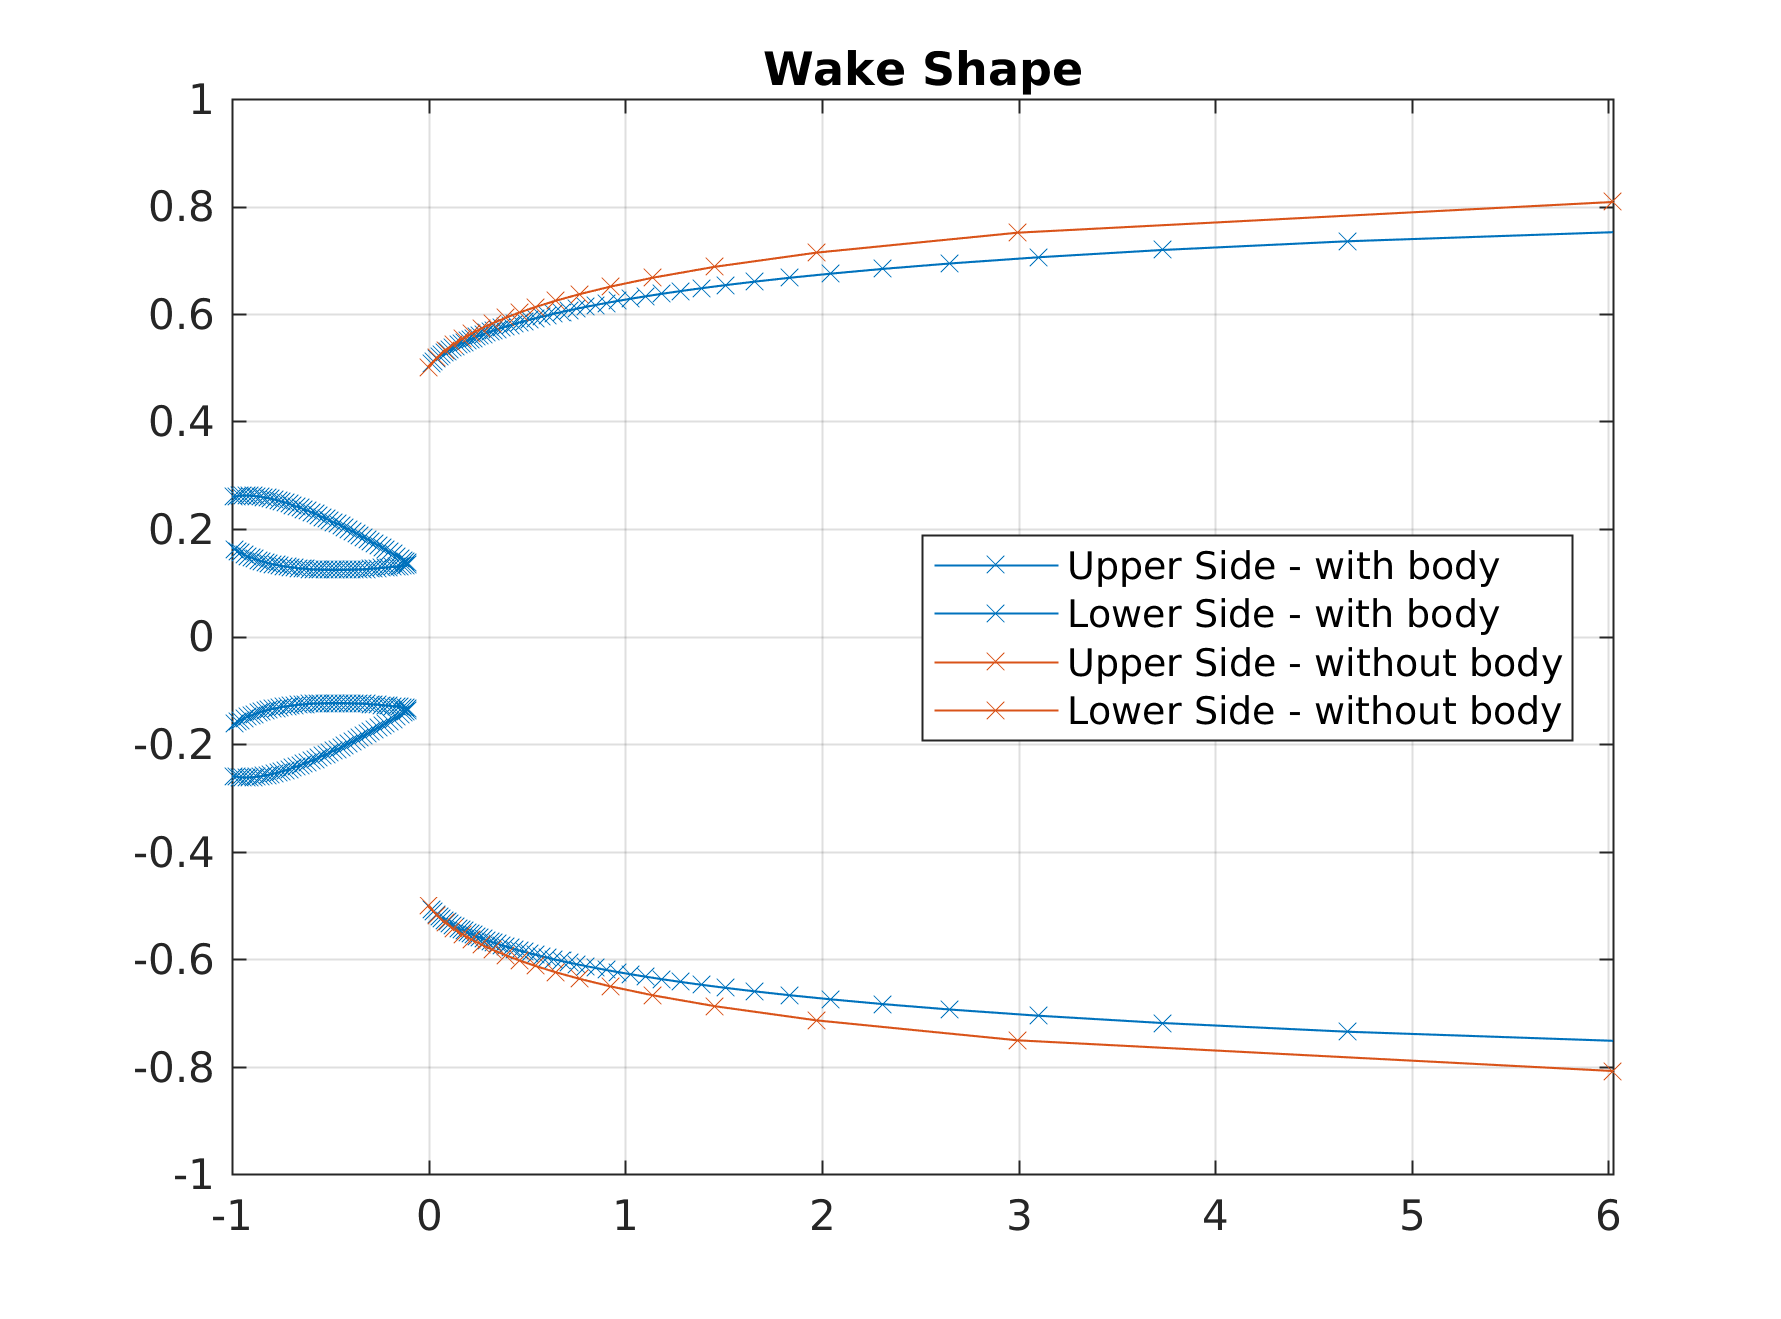 Wake Shape
1
0.8
0.6
0.4
0.2
0
-0.2
-0.4
-0.6
-0.8
-1
Upper Side - with body
Lower Side - with body
Upper Side - without body
Lower Side - without body
-1 0 1 2 3 4 5 6